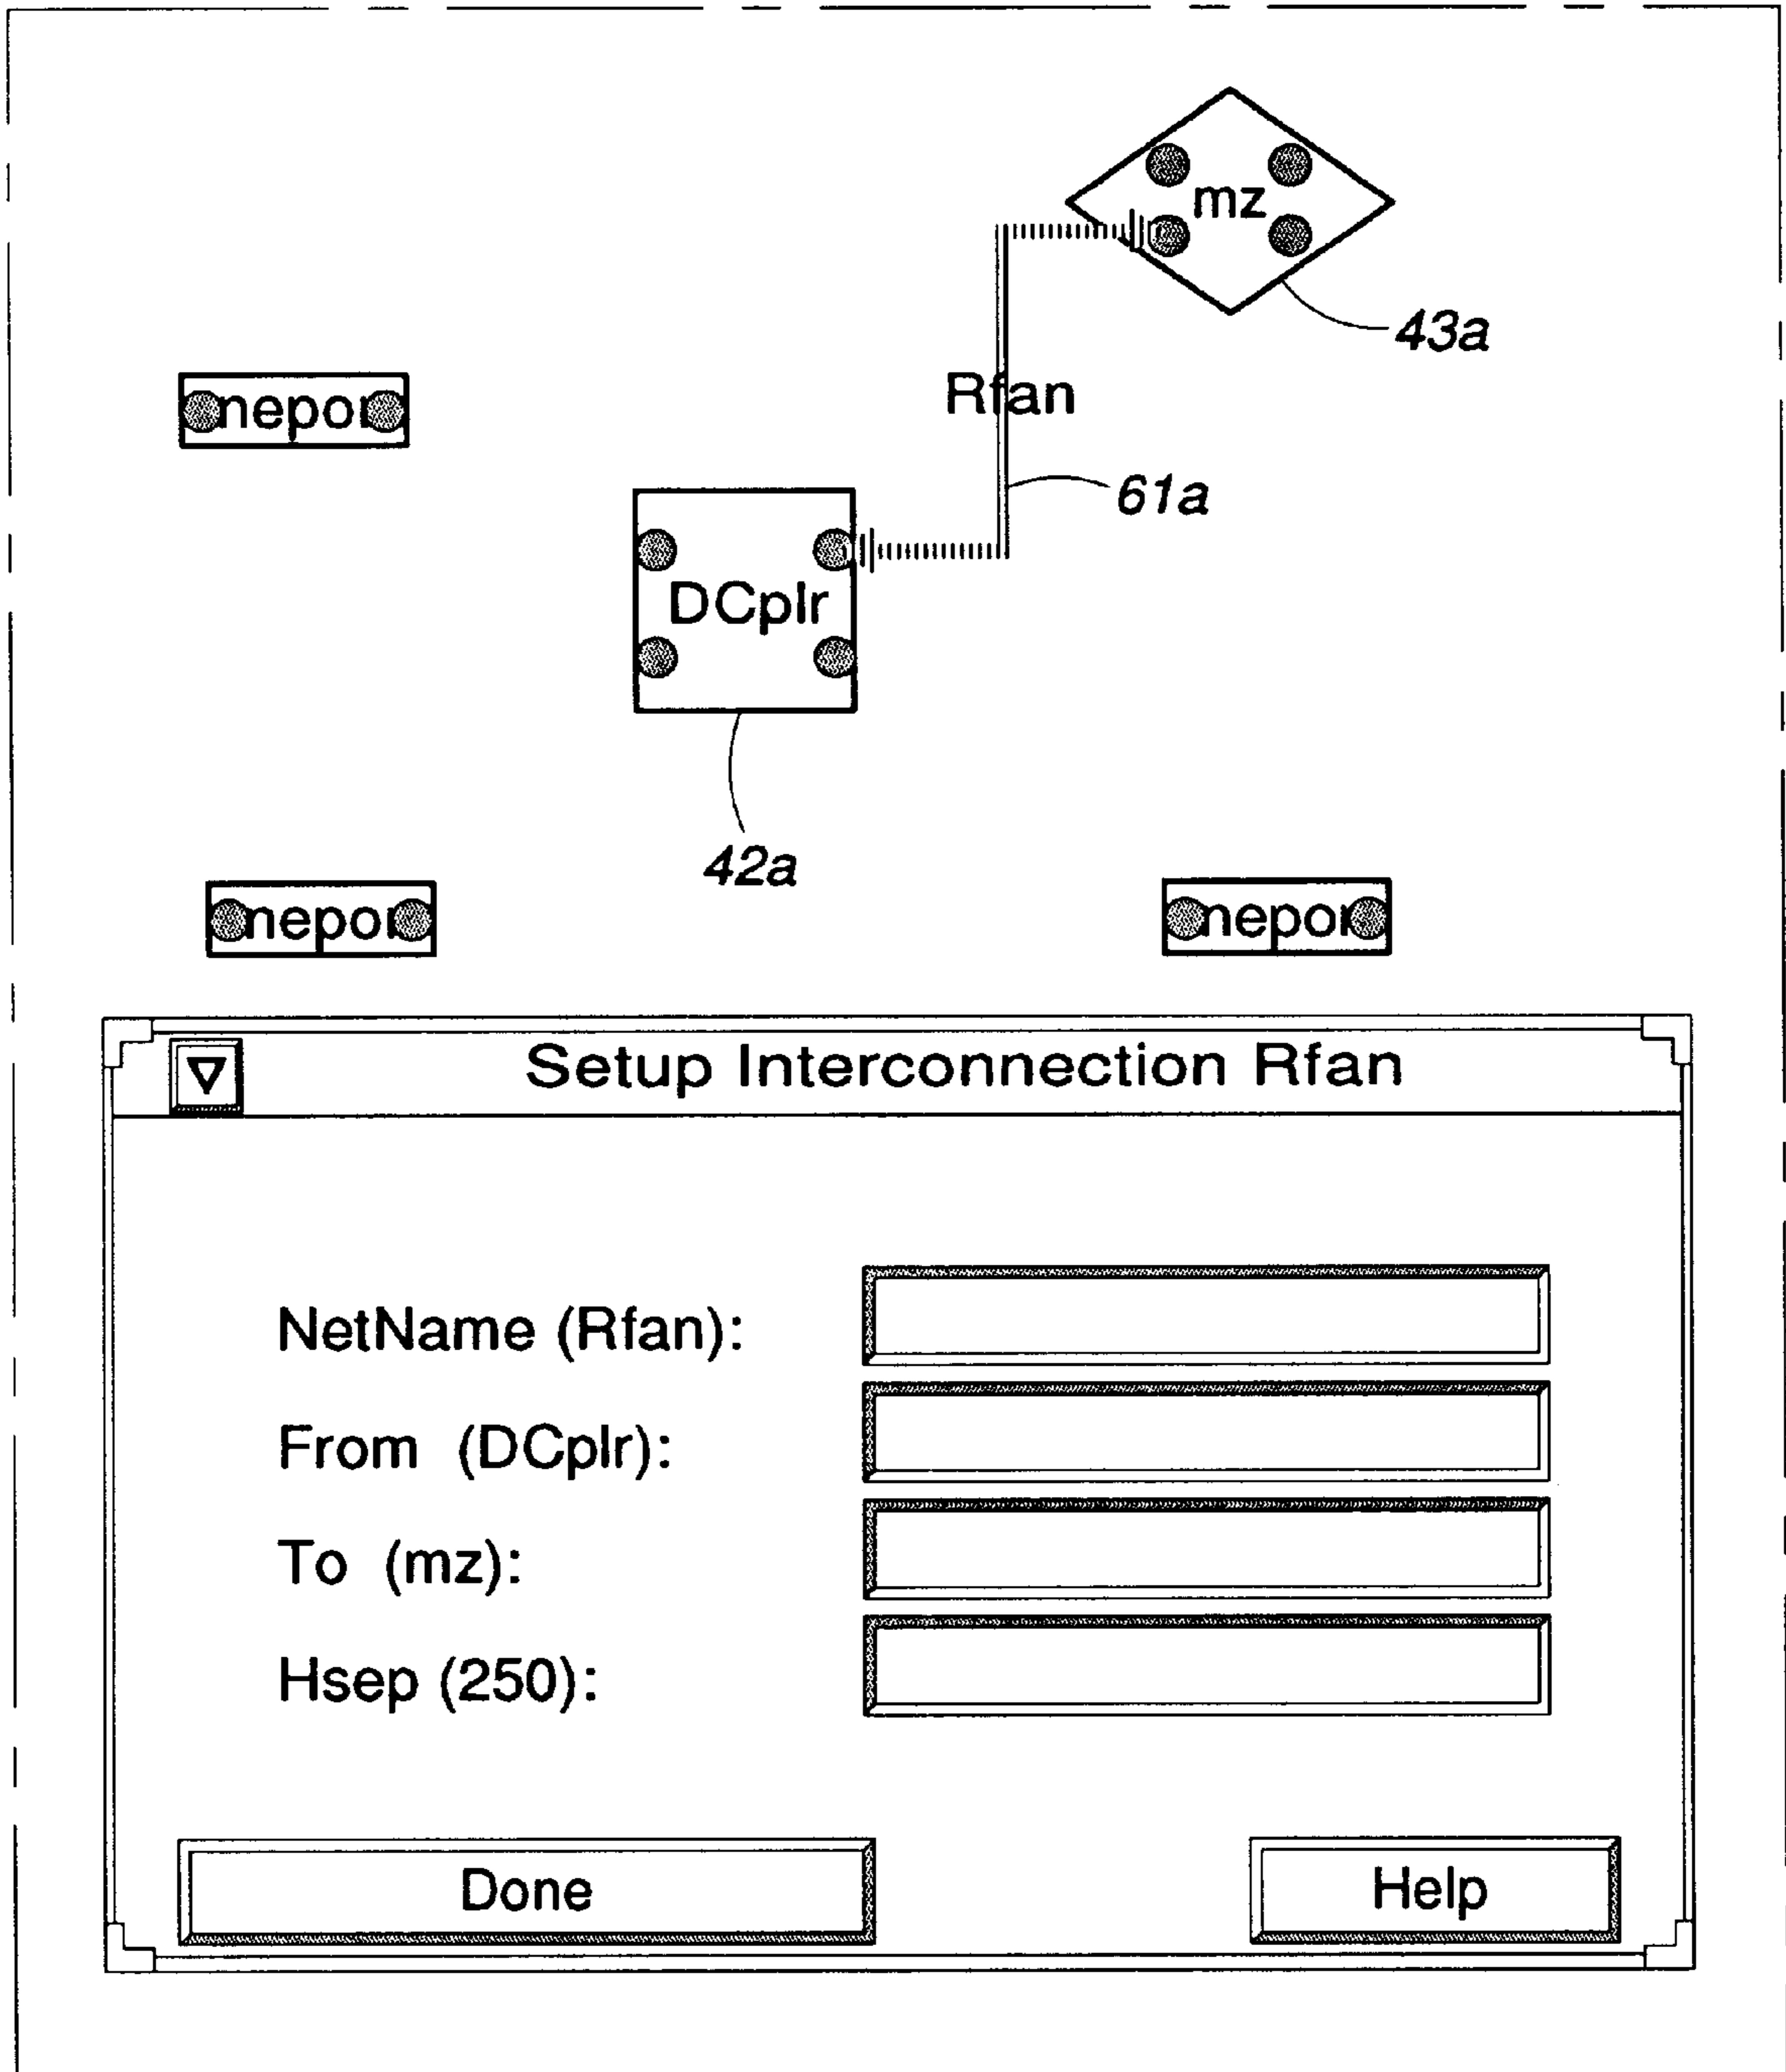 mz
43a
nepor
Rfan
61a
DCplr
42a
nepor
nepor
Setup Interconnection Rfan
NetName (Rfan):
From (DCplr):
To (mz):
Hsep (250):
Done
Help